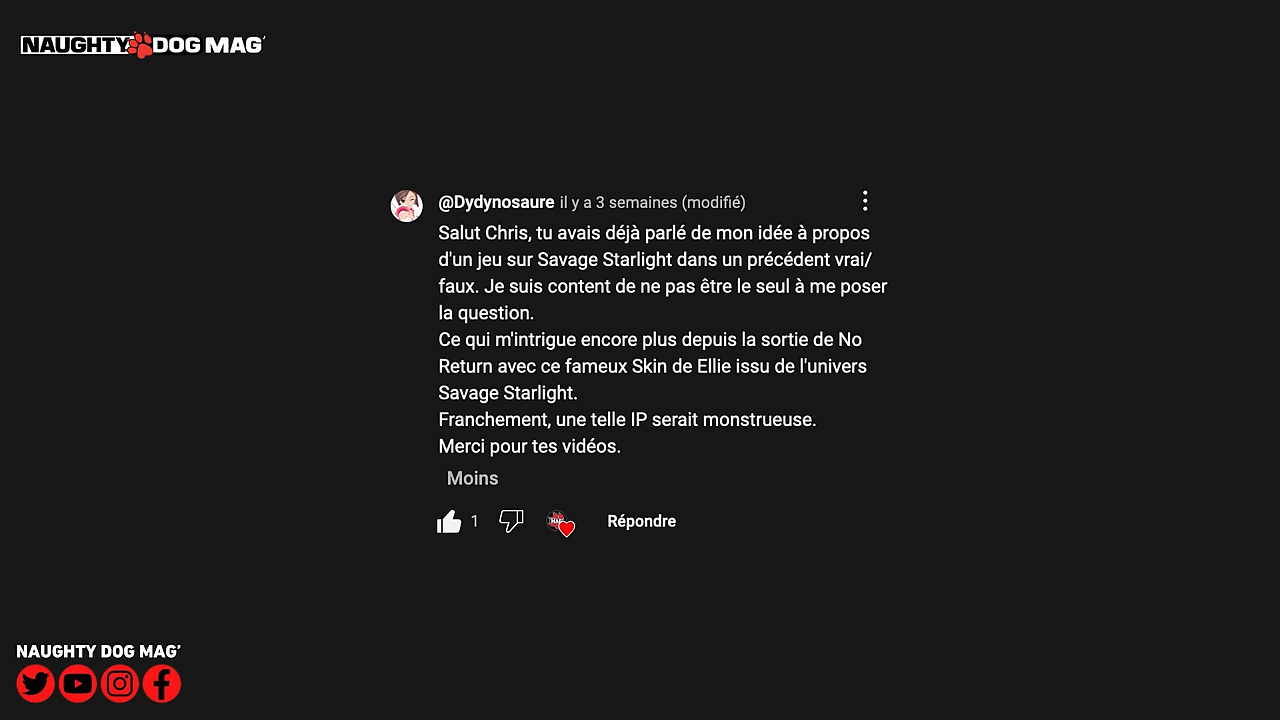 NAUGHTY DOG MAG'
@Dydynosaure il y a 3 semaines (modifié)
Salut Chris, tu avais déjà parlé de mon idée à propos
d'un jeu sur Savage Starlight dans un précédent vrai/
faux. Je suis content de ne pas être le seul à me poser
la question.
Ce qui m'intrigue encore plus depuis la sortie de No
Return avec ce fameux Skin de Ellie issu de l'univers
Savage Starlight.
Franchement, une telle IP serait monstrueuse.
Merci pour tes vidéos.
Moins
1
Répondre
NAUGHTY DOG MAG'